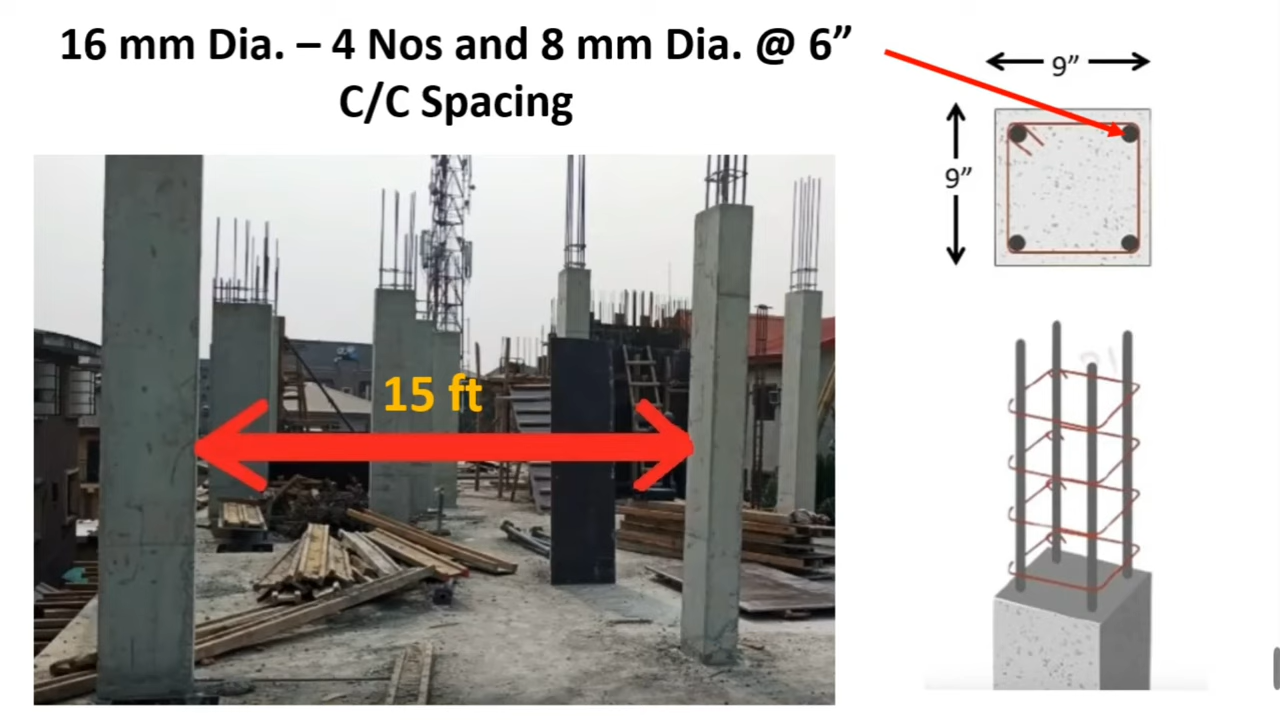 16 mm Dia. – 4 Nos and 8 mm Dia. @ 6”
C/C Spacing
9”
9”
15 ft